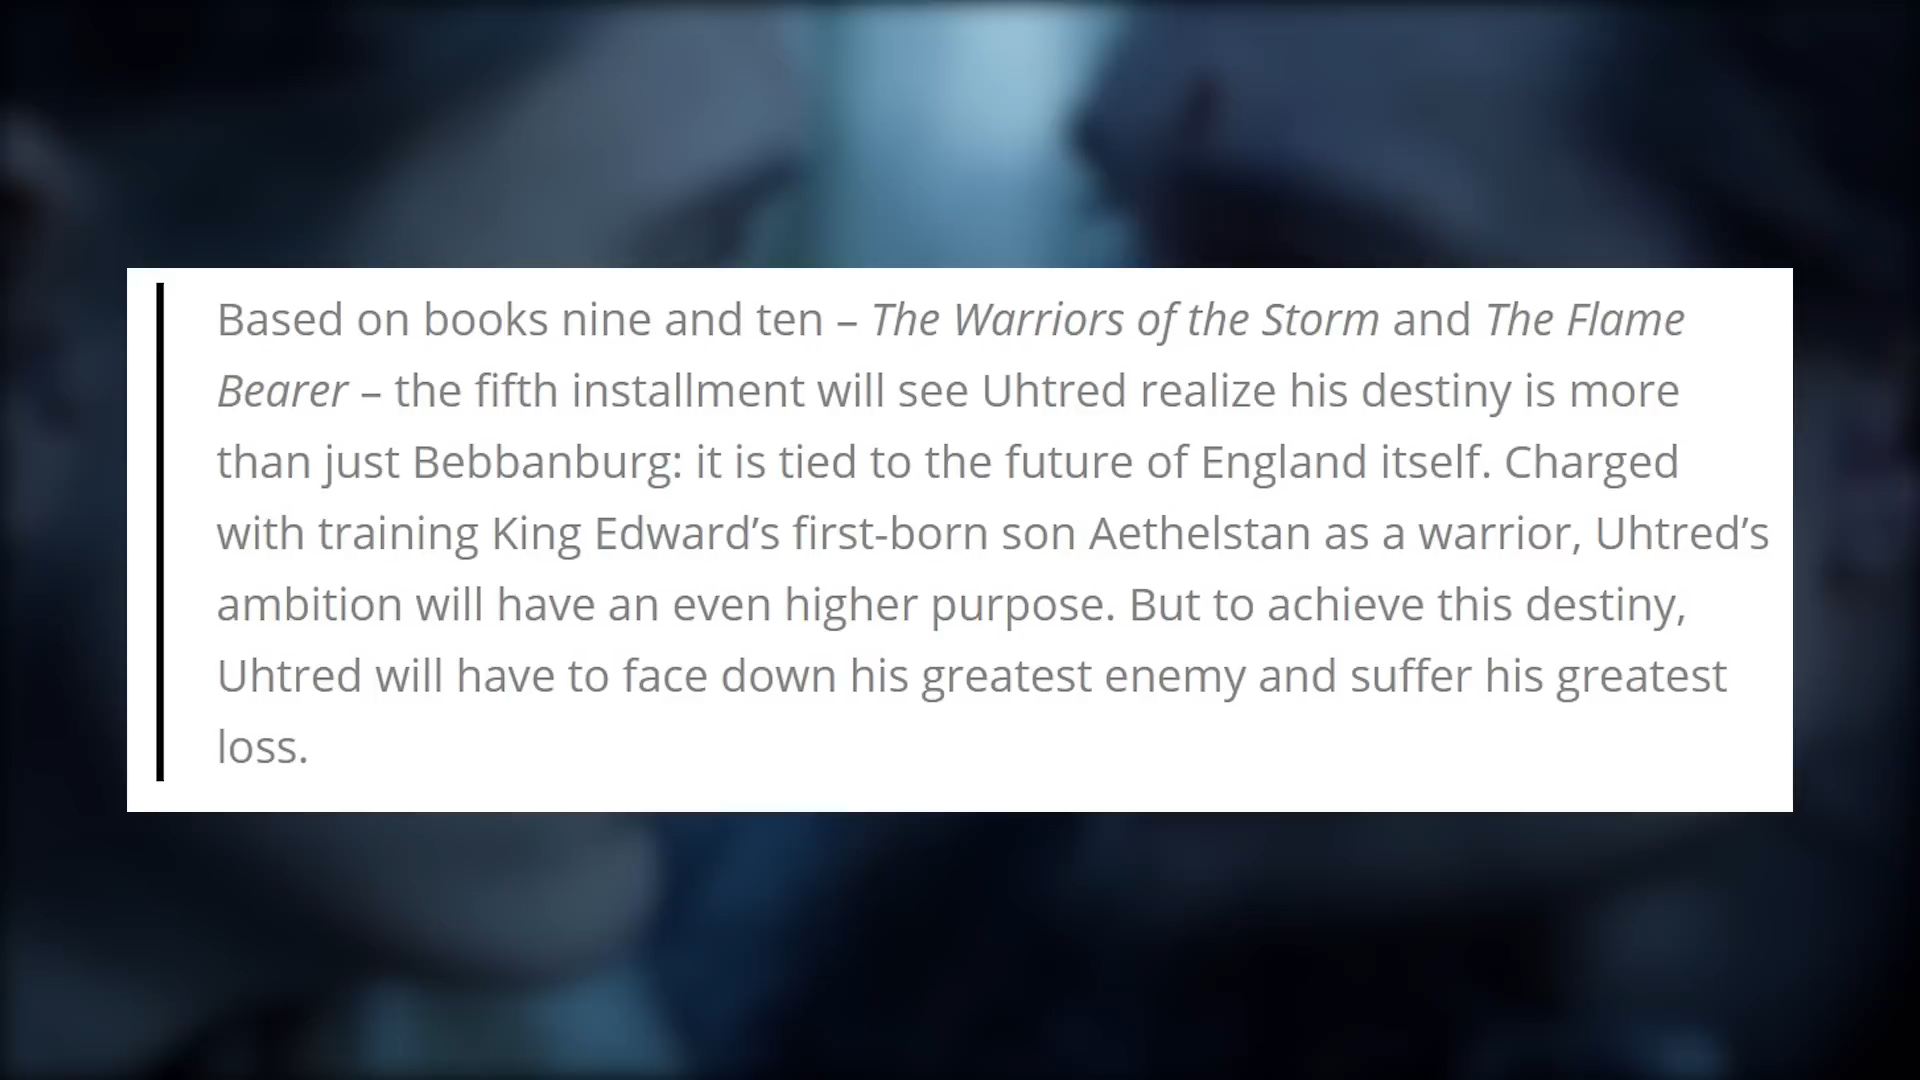 Based on books nine and ten – The Warriors of the Storm and The Flame
Bearer – the fifth installment will see Uhtred realize his destiny is more
than just Bebbanburg: it is tied to the future of England itself. Charged
with training King Edward’s first-born son Aethelstan as a warrior, Uhtred’s
ambition will have an even higher purpose. But to achieve this destiny,
Uhtred will have to face down his greatest enemy and suffer his greatest
loss.